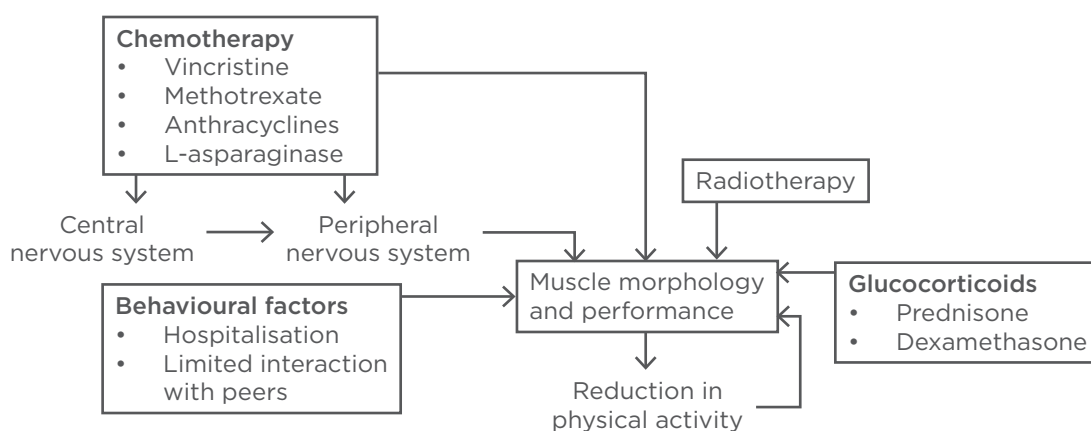 Chemotherapy
• Vincristine
• Methotrexate
• Anthracyclines
• L-asparaginase
Radiotherapy
Central
nervous system
Peripheral
nervous system
Muscle morphology
and performance
Glucocorticoids
• Prednisone
• Dexamethasone
Behavioural factors
• Hospitalisation
• Limited interaction
with peers
Reduction in
physical activity